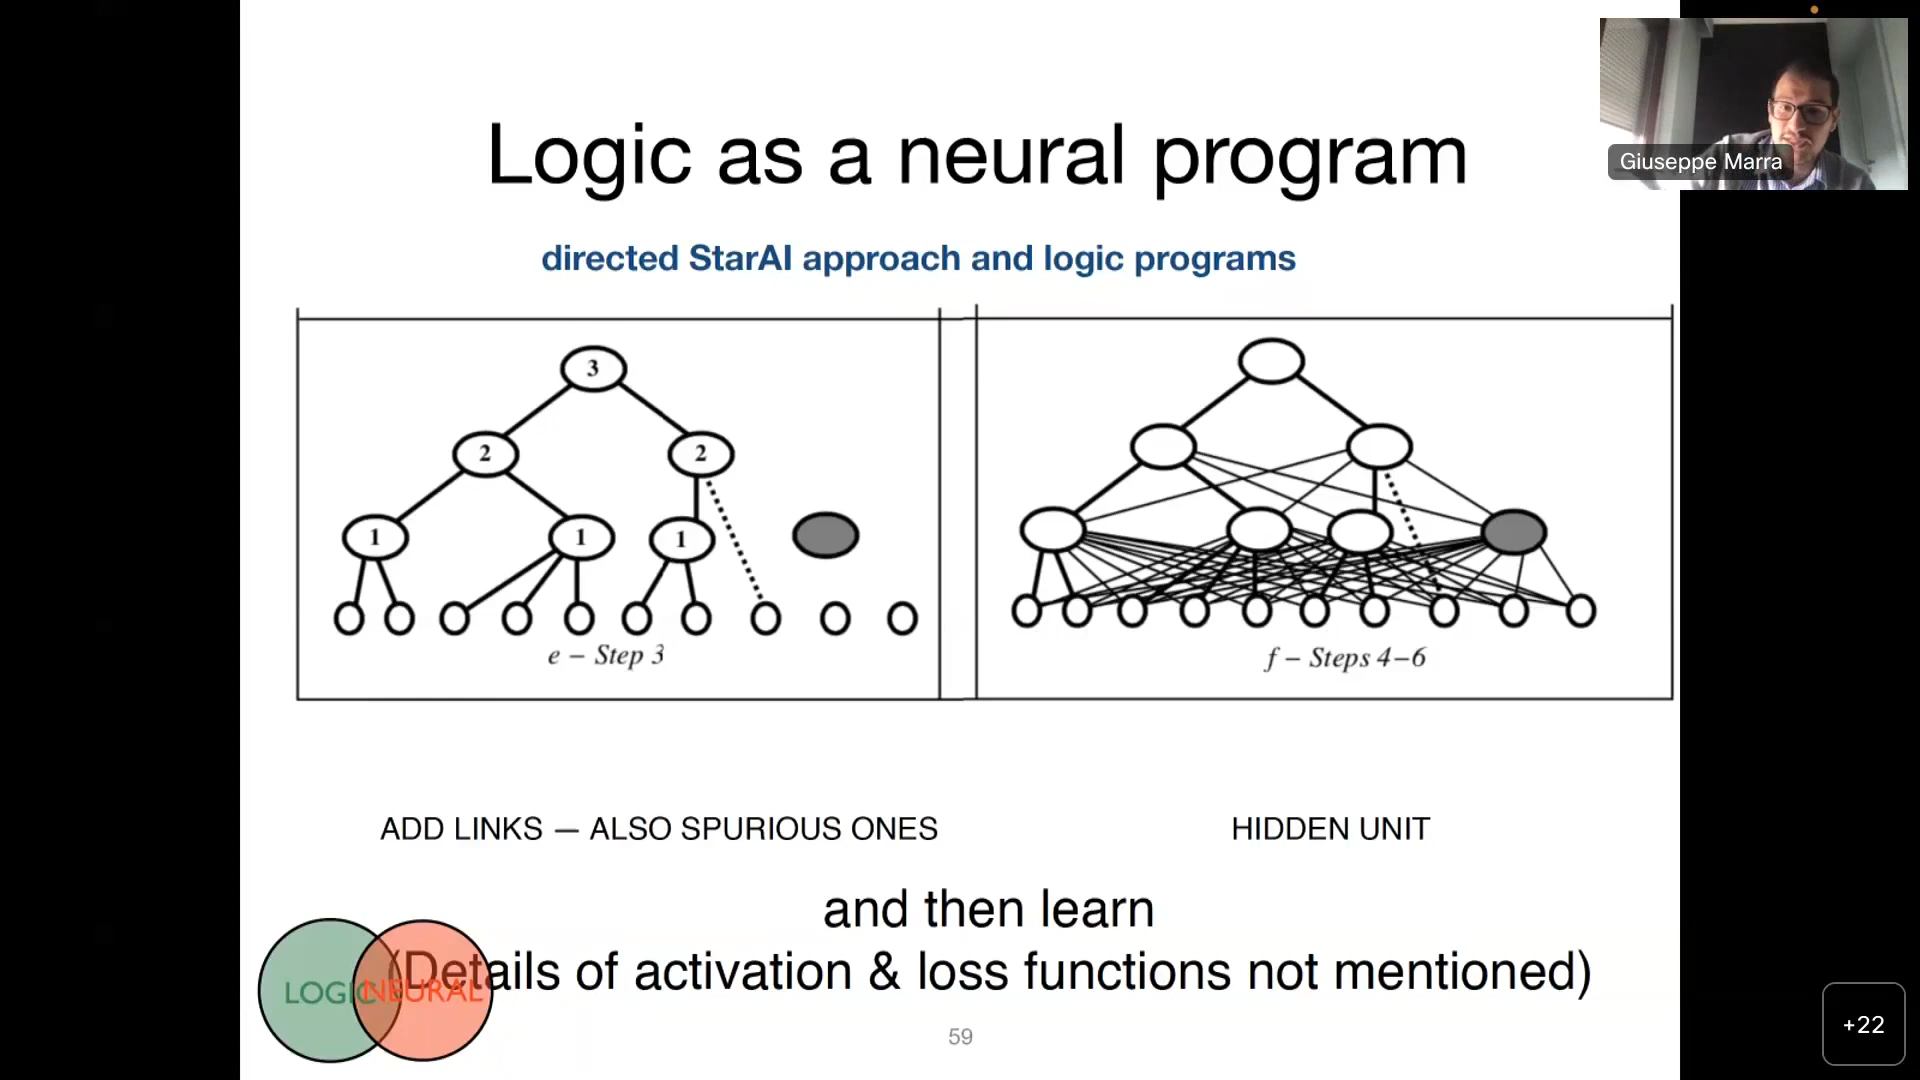 Logic as a neural program
Giuseppe Marra
directed StarAI approach and logic programs
3
2
2
1
1
1
e – Step 3
f – Steps 4–6
ADD LINKS — ALSO SPURIOUS ONES
HIDDEN UNIT
and then learn
(Details of activation & loss functions not mentioned)
LOGIC
NEURAL
59
+22